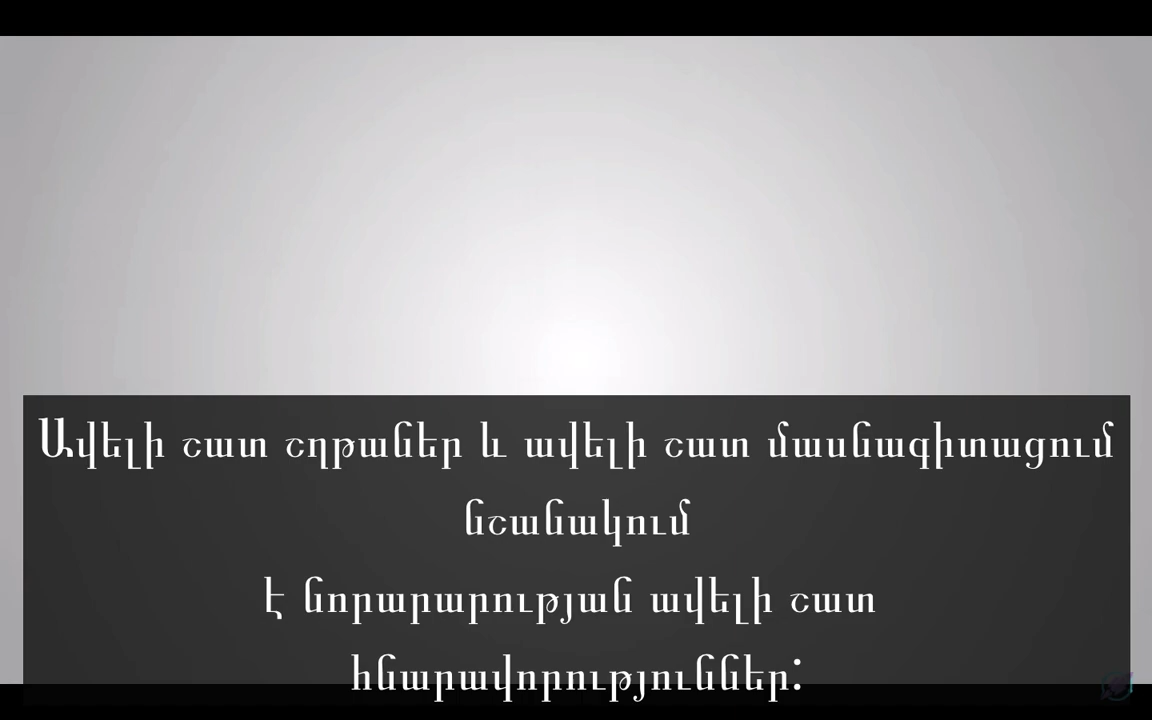 Ավելի շատ շղթաներ և ավելի շատ մասնագիտացում
նշանակում
է նորարարության ավելի շատ
հնարավորություններ: